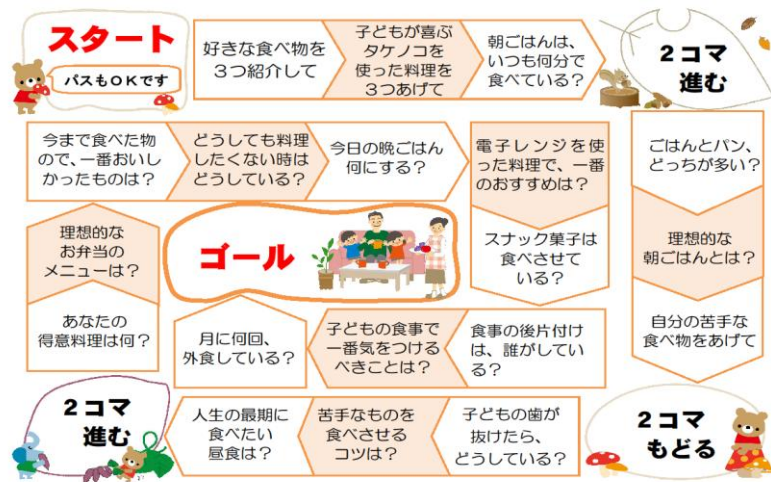 スタート
パスもOKです
好きな食べ物を
3つ紹介して
子どもが喜ぶ
タケノコを
使った料理を
3つあげて
朝ごはんは、
いつも何分で
食べている?
2コマ
進む
ごはんとパン、
どっちが多い?
理想的な
朝ごはんとは?
自分の苦手な
食べ物をあげて
2コマ
もどる
子どもの歯が
抜けたら、
どうしている?
苦手なものを
食べさせる
コツは?
人生の最期に
食べたい
昼食は?
2コマ
進む
あなたの
得意料理は何?
理想的な
お弁当の
メニューは?
今まで食べた物
ので、一番おいし
かったものは?
どうしても料理
したくない時は
どうしている?
今日の晩ごはん
何にする?
電子レンジを使
った料理で、一番
のおすすめは?
スナック菓子は
食べさせて
いる?
食事の後片付け
は、誰がしてい
る?
子どもの食事で
一番気をつける
べきことは?
月に何回、
外食している?
ゴール